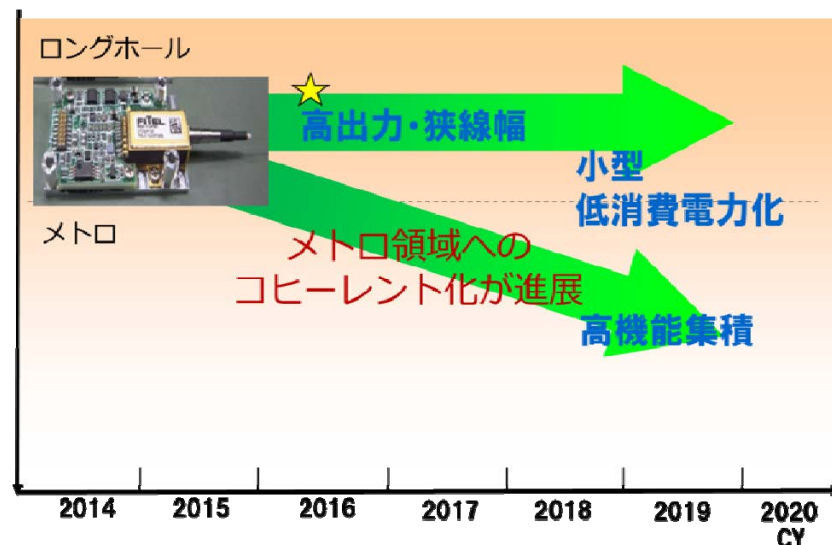 ロングホール
FiTEL
高出力・狭線幅
小型
低消費電力化
メトロ
メトロ領域への
コヒーレント化が進展
高機能集積
2014
2015
2016
2017
2018
2019
2020
CY